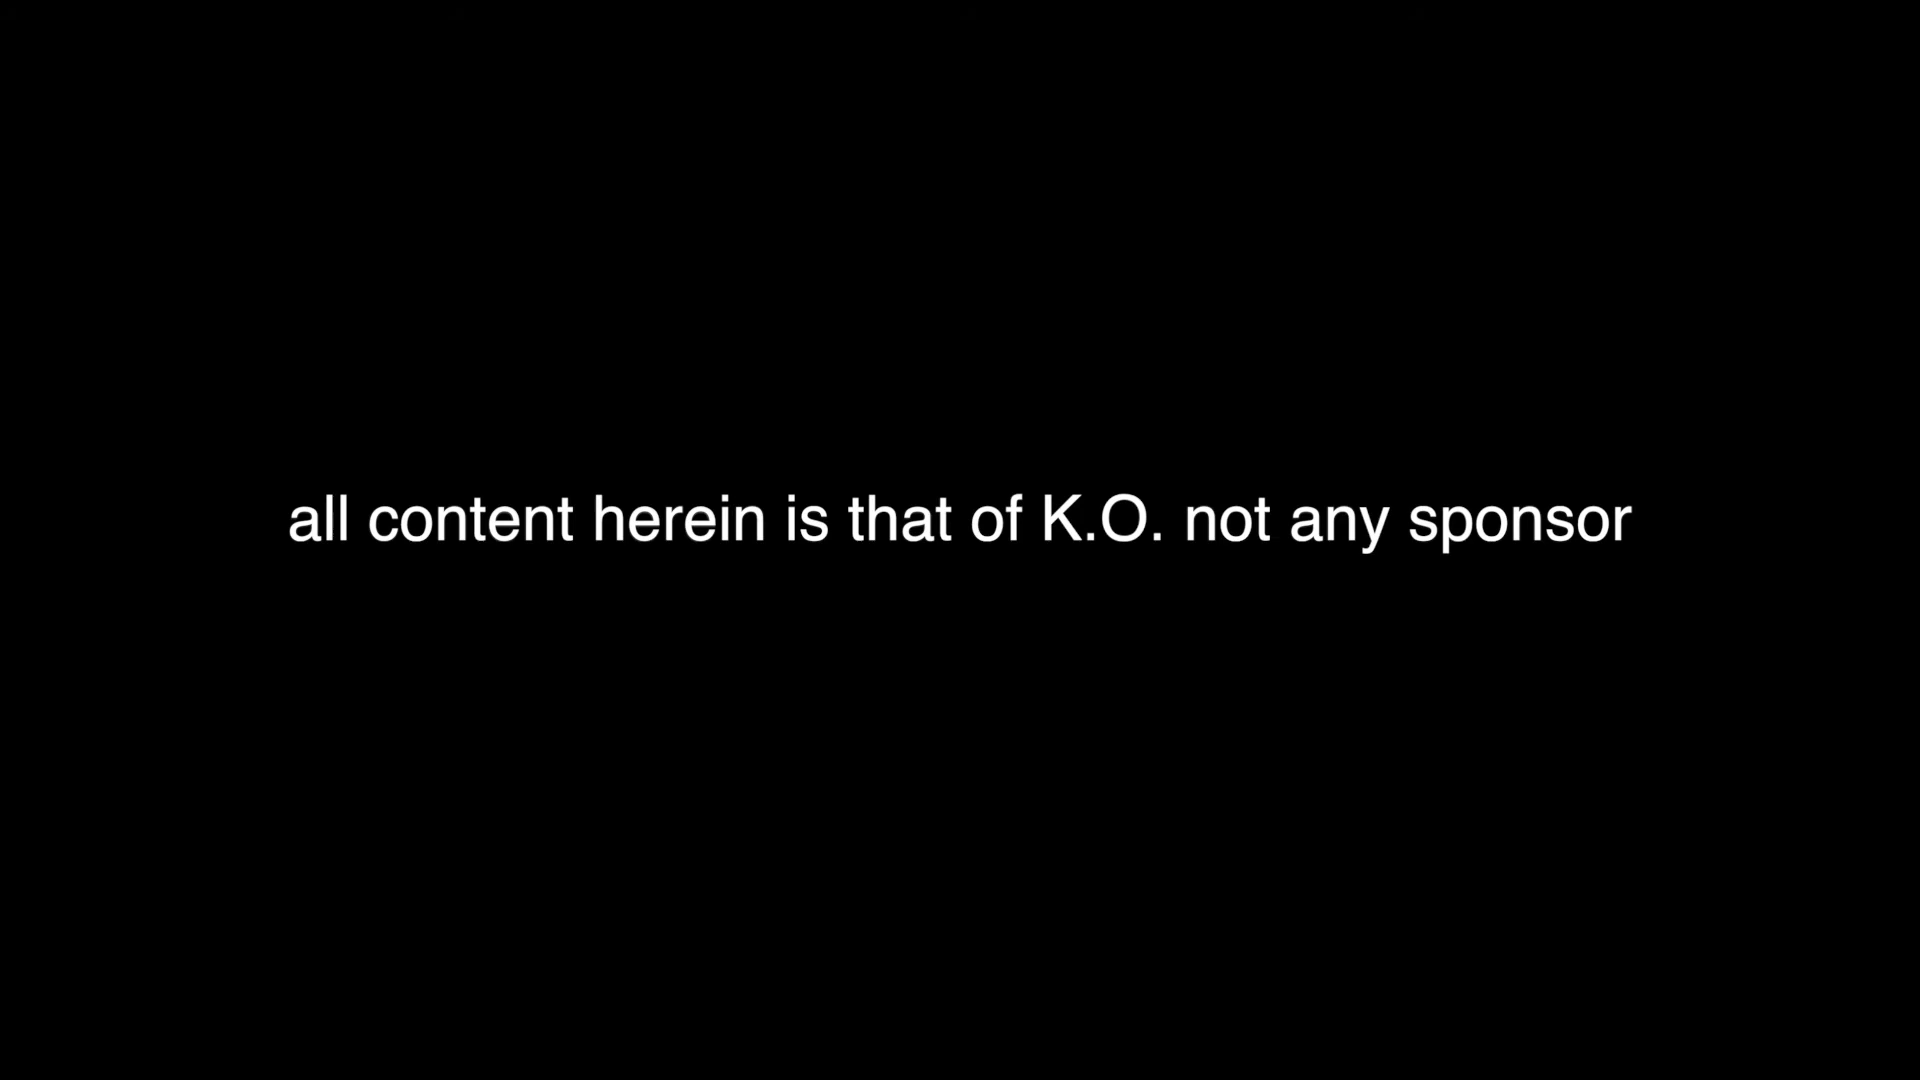 all content herein is that of K.O. not any sponsor